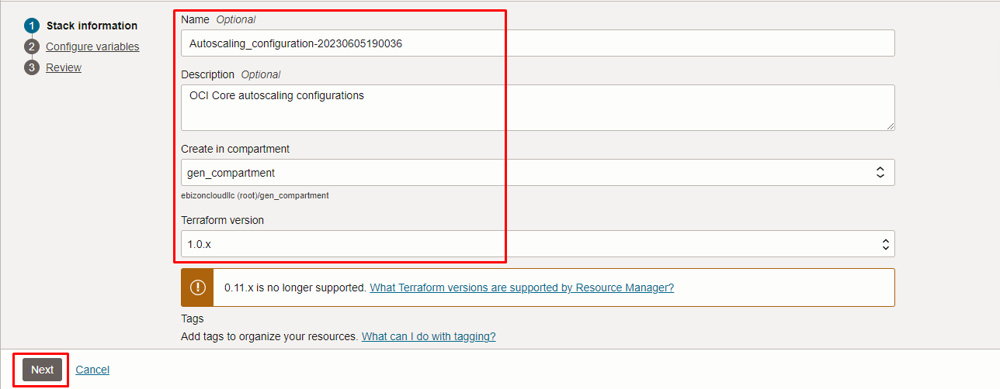 1 Stack information
2 Configure variables
3 Review
Name Optional
Autoscaling_configuration-20230605190036
Description Optional
OCI Core autoscaling configurations
Create in compartment
gen_compartment
ebizoncloudllc (root)/gen_compartment
Terraform version
1.0.x
0.11.x is no longer supported. What Terraform versions are supported by Resource Manager?
Tags
Add tags to organize your resources. What can I do with tagging?
Next Cancel